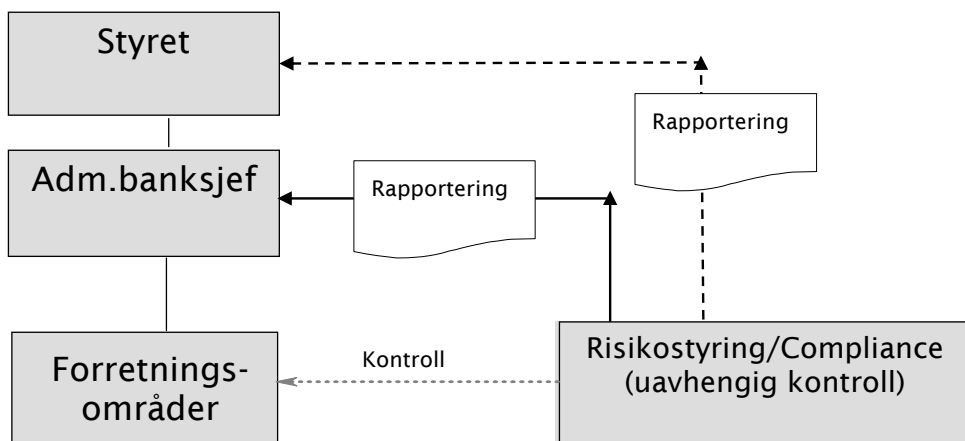 Styret
Rapportering
Adm.banksjef
Rapportering
Forretnings-
områder
Kontroll
Risikostyring/Compliance
(uavhengig kontroll)